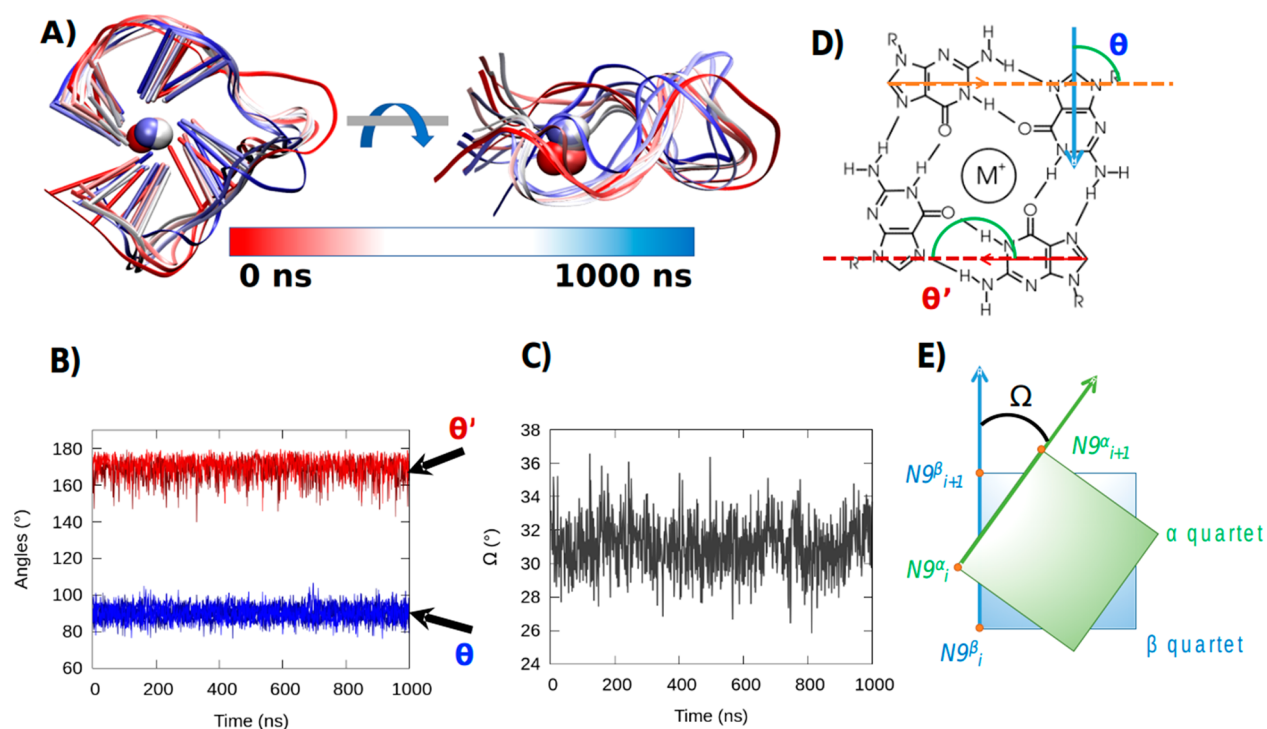 A)
0 ns
1000 ns
D)
θ
R
N
N
H
N
H
N
H
N
N
R
O
O
N
N
H
N
H
H
N
H
H
N
N
H
M⁺
N
O
O
H
N
N
R
N
N
H
N
N
N
H
R
θ'
B)
180
160
140
120
100
80
60
Angles (°)
0 200 400 600 800 1000
Time (ns)
θ'
θ
C)
38
36
34
32
30
28
26
24
Ω (°)
0 200 400 600 800 1000
Time (ns)
E)
Ω
N9αi+1
N9βi+1
α quartet
N9αi
N9βi
β quartet